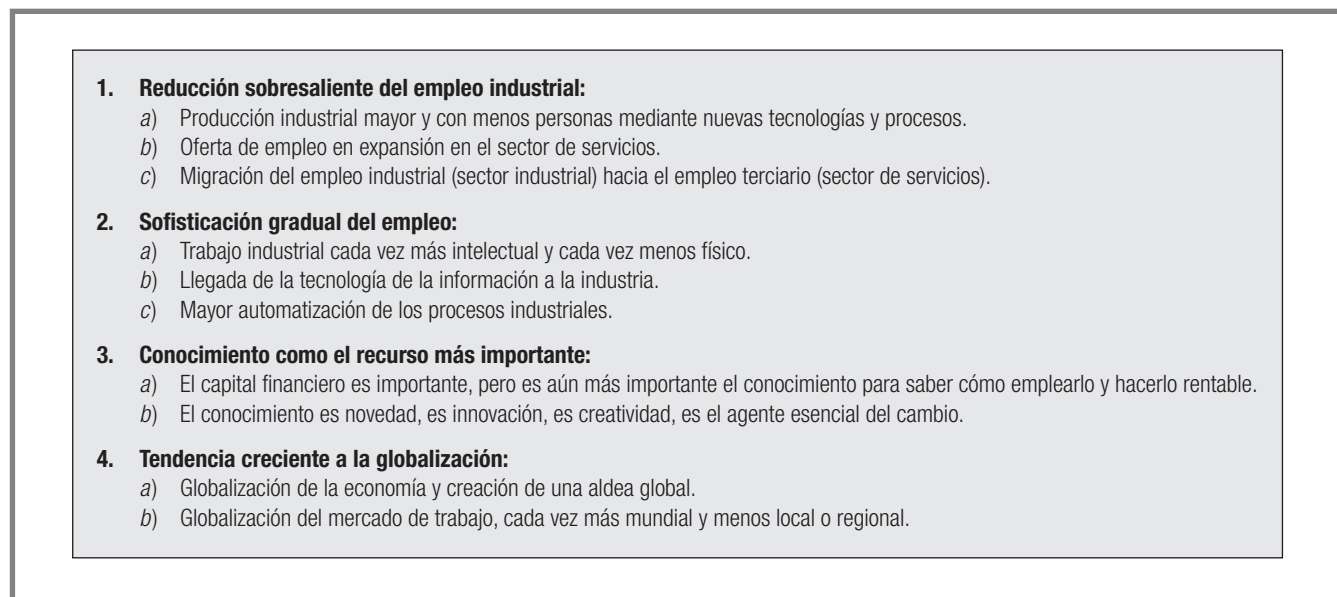 1. Reducción sobresaliente del empleo industrial:
a) Producción industrial mayor y con menos personas mediante nuevas tecnologías y procesos.
b) Oferta de empleo en expansión en el sector de servicios.
c) Migración del empleo industrial (sector industrial) hacia el empleo terciario (sector de servicios).
2. Sofisticación gradual del empleo:
a) Trabajo industrial cada vez más intelectual y cada vez menos físico.
b) Llegada de la tecnología de la información a la industria.
c) Mayor automatización de los procesos industriales.
3. Conocimiento como el recurso más importante:
a) El capital financiero es importante, pero es aún más importante el conocimiento para saber cómo emplearlo y hacerlo rentable.
b) El conocimiento es novedad, es innovación, es creatividad, es el agente esencial del cambio.
4. Tendencia creciente a la globalización:
a) Globalización de la economía y creación de una aldea global.
b) Globalización del mercado de trabajo, cada vez más mundial y menos local o regional.